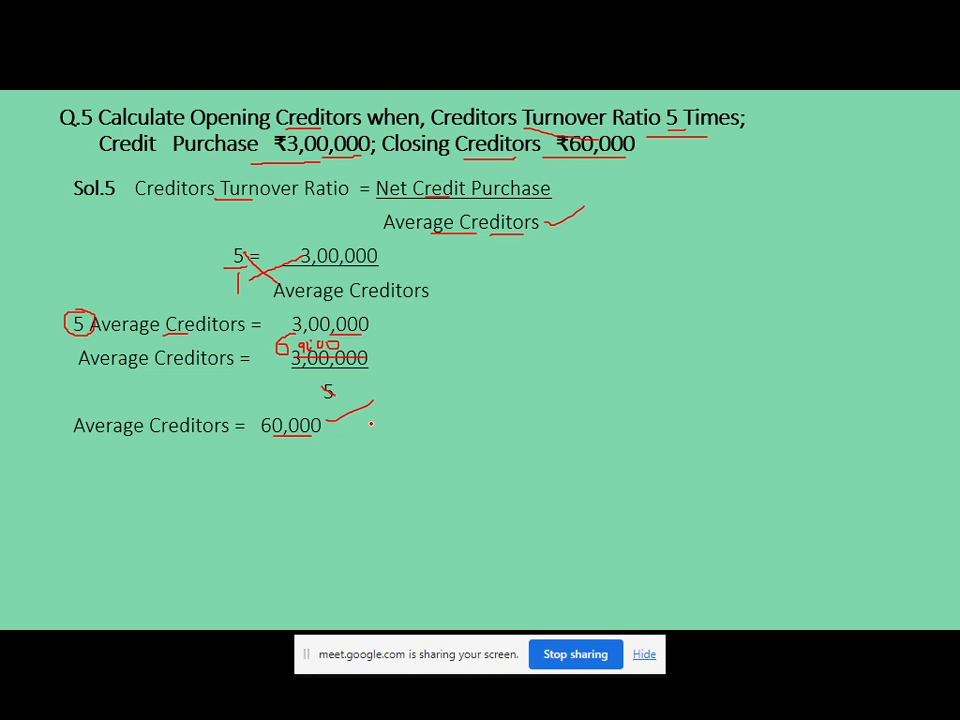 Q.5 Calculate Opening Creditors when, Creditors Turnover Ratio 5 Times;
Credit Purchase ₹3,00,000; Closing Creditors ₹60,000
Sol.5 Creditors Turnover Ratio = Net Credit Purchase
Average Creditors
5 = 3,00,000
1 Average Creditors
5 Average Creditors = 3,00,000
Average Creditors = 3,00,000
5
Average Creditors = 60,000
meet.google.com is sharing your screen. Stop sharing Hide